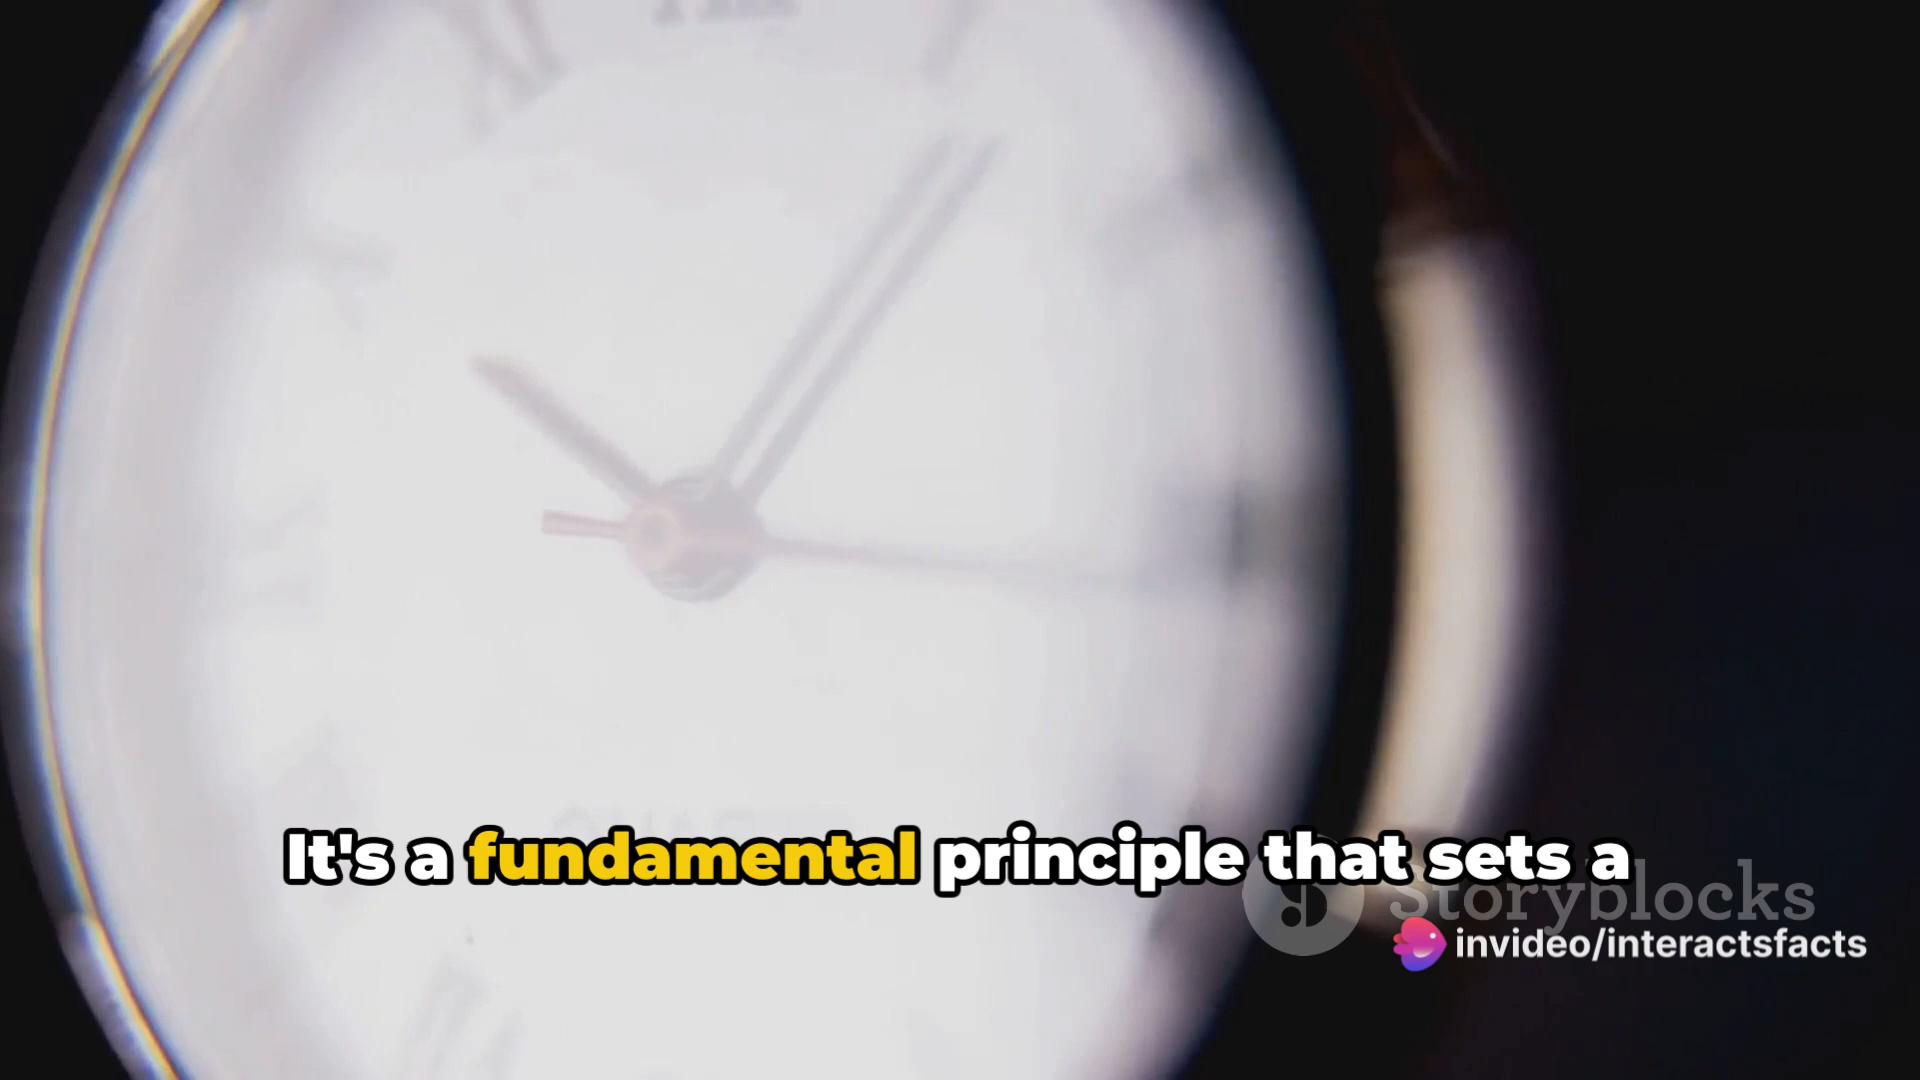 It's a fundamental principle that sets a
Storyblocks
invideo/interactsfacts